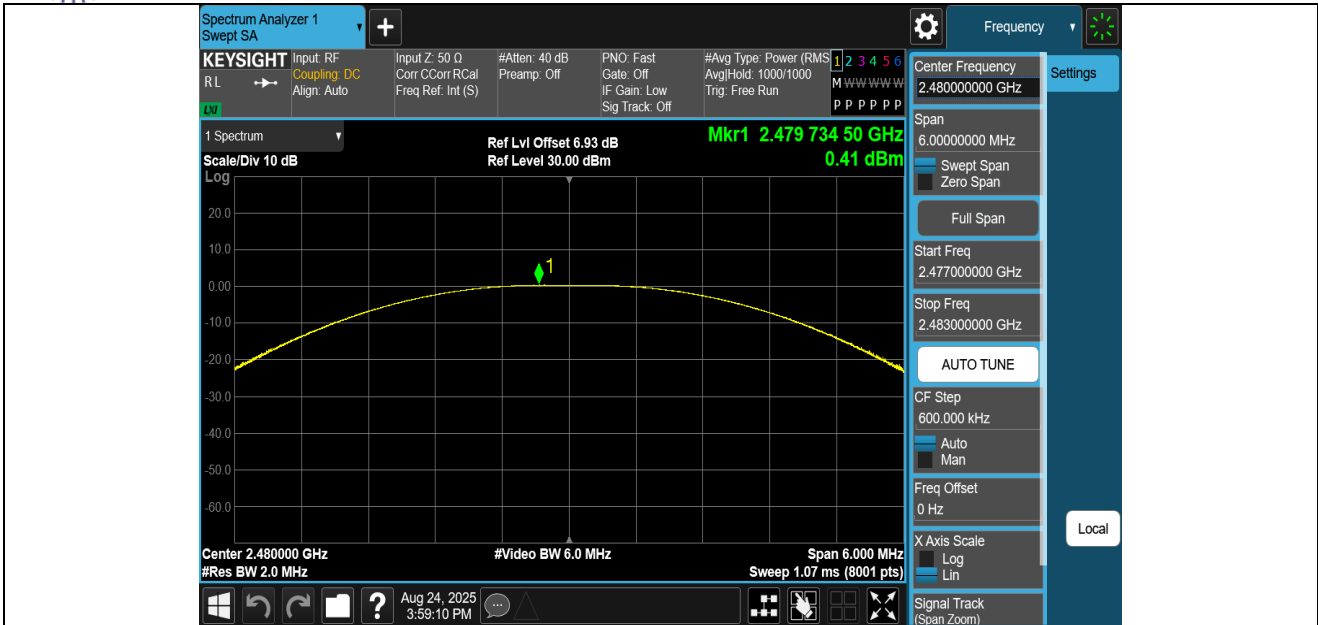 Spectrum Analyzer 1
Swept SA
+
Frequency
KEYSIGHT
RL
LXI
Input: RF
Coupling: DC
Align: Auto
Input Z: 50 Ω
Corr CCorr RCal
Freq Ref: Int (S)
#Atten: 40 dB
Preamp: Off
PNO: Fast
Gate: Off
IF Gain: Low
Sig Track: Off
#Avg Type: Power (RMS
Avg|Hold: 1000/1000
Trig: Free Run
1 2 3 4 5 6
M W W W W W
P P P P P P
1 Spectrum
Scale/Div 10 dB
Log
Ref Lvl Offset 6.93 dB
Ref Level 30.00 dBm
Mkr1 2.479 734 50 GHz
0.41 dBm
20.0
10.0
0.00
-10.0
-20.0
-30.0
-40.0
-50.0
-60.0
1
Center 2.480000 GHz
#Res BW 2.0 MHz
#Video BW 6.0 MHz
Span 6.000 MHz
Sweep 1.07 ms (8001 pts)
Center Frequency
2.480000000 GHz
Span
6.00000000 MHz
Swept Span
Zero Span
Full Span
Start Freq
2.477000000 GHz
Stop Freq
2.483000000 GHz
AUTO TUNE
CF Step
600.000 kHz
Auto
Man
Freq Offset
0 Hz
X Axis Scale
Log
Lin
Signal Track
(Span Zoom)
Settings
Local
?
Aug 24, 2025
3:59:10 PM